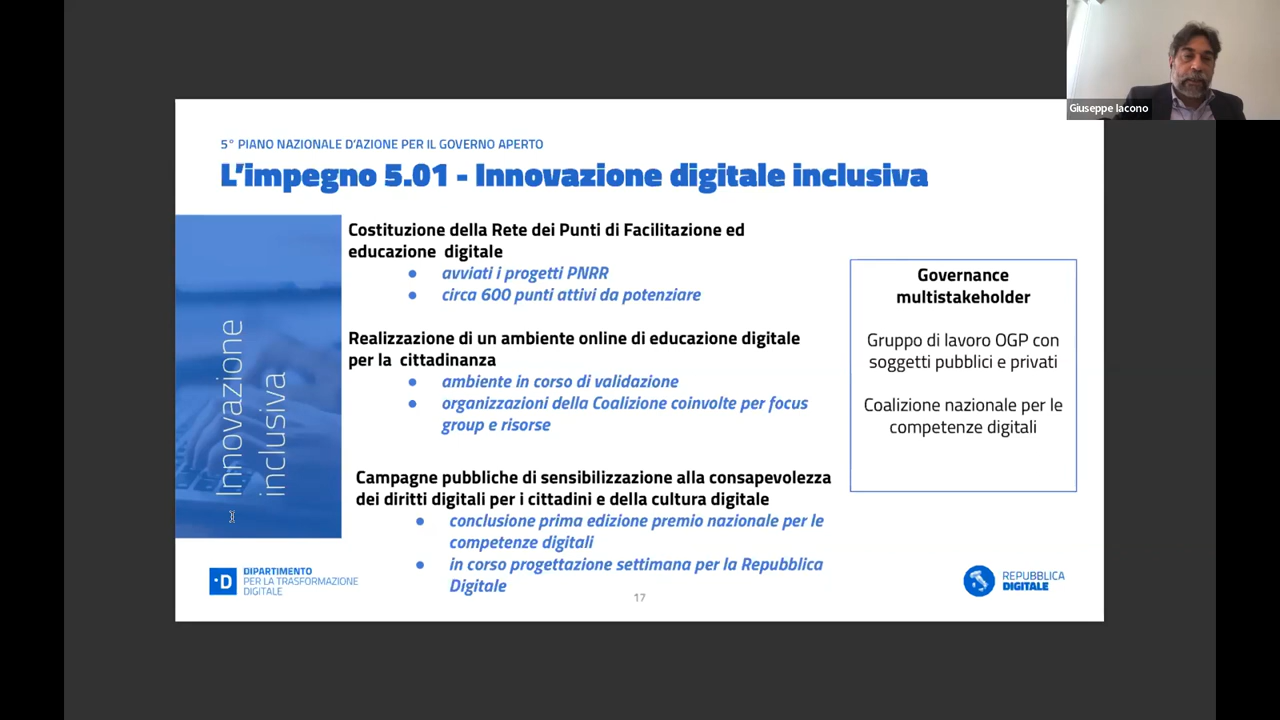 Giuseppe Iacono
5° PIANO NAZIONALE D'AZIONE PER IL GOVERNO APERTO
L'impegno 5.01 - Innovazione digitale inclusiva
Innovazione
inclusiva
Costituzione della Rete dei Punti di Facilitazione ed
educazione digitale
● avviati i progetti PNRR
● circa 600 punti attivi da potenziare
Realizzazione di un ambiente online di educazione digitale
per la cittadinanza
● ambiente in corso di validazione
● organizzazioni della Coalizione coinvolte per focus
group e risorse
Campagne pubbliche di sensibilizzazione alla consapevolezza
dei diritti digitali per i cittadini e della cultura digitale
● conclusione prima edizione premio nazionale per le
competenze digitali
● in corso progettazione settimana per la Repubblica
Digitale
Governance
multistakeholder
Gruppo di lavoro OGP con
soggetti pubblici e privati
Coalizione nazionale per le
competenze digitali
·D
DIPARTIMENTO
PER LA TRASFORMAZIONE
DIGITALE
17
REPUBBLICA
DIGITALE